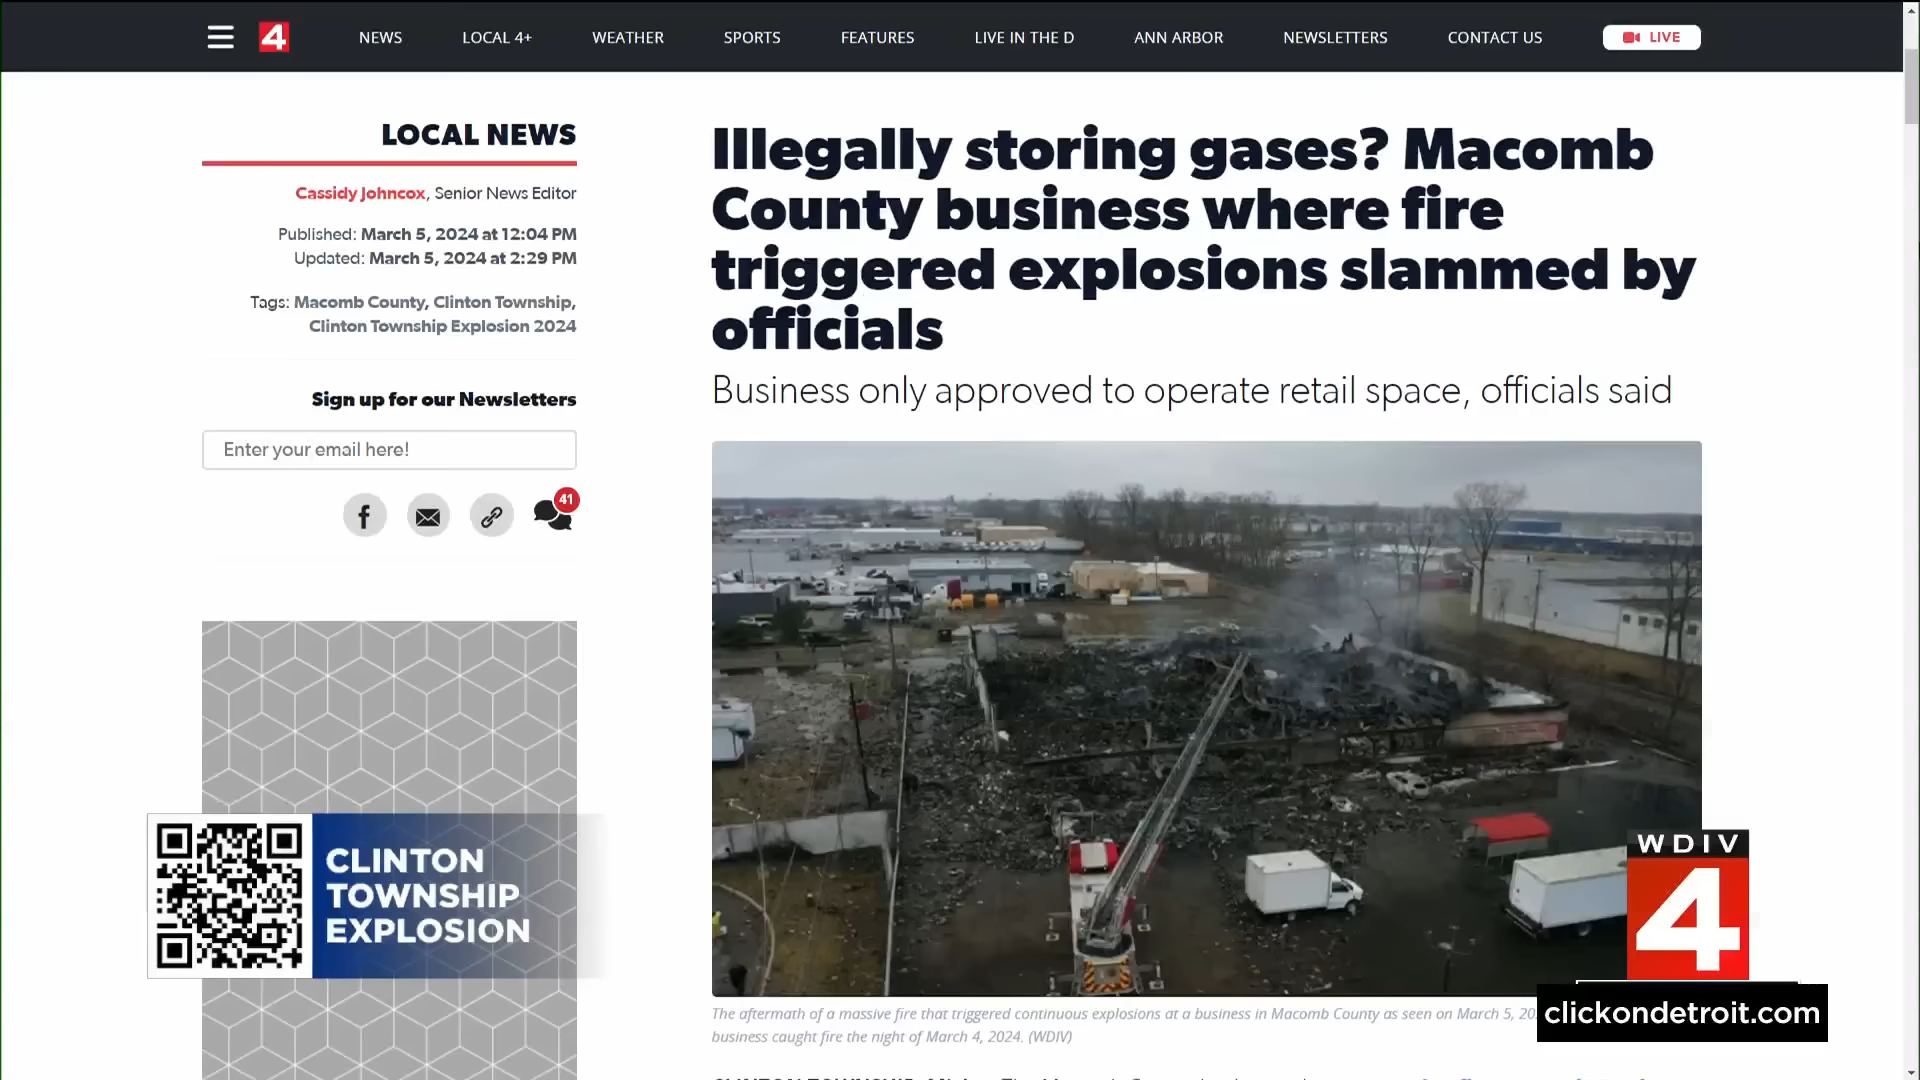 4
NEWS
LOCAL 4+
WEATHER
SPORTS
FEATURES
LIVE IN THE D
ANN ARBOR
NEWSLETTERS
CONTACT US
LIVE
LOCAL NEWS
Cassidy Johncox, Senior News Editor
Published: March 5, 2024 at 12:04 PM
Updated: March 5, 2024 at 2:29 PM
Tags: Macomb County, Clinton Township,
Clinton Township Explosion 2024
Sign up for our Newsletters
Enter your email here!
41
Illegally storing gases? Macomb
County business where fire
triggered explosions slammed by
officials
Business only approved to operate retail space, officials said
The aftermath of a massive fire that triggered continuous explosions at a business in Macomb County as seen on March 5,
business caught fire the night of March 4, 2024. (WDIV)
CLINTON
TOWNSHIP
EXPLOSION
WDIV
4
clickondetroit.com